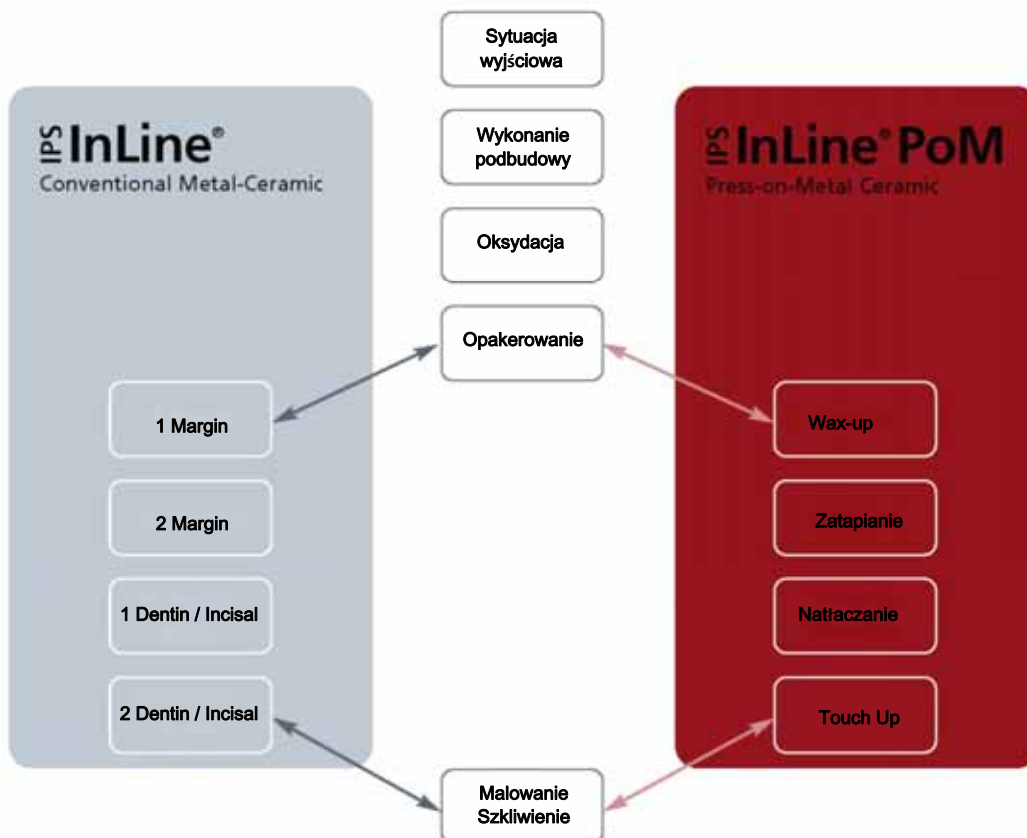 Sytuacja
wyjściowa
IPS InLine®
Conventional Metal-Ceramic
IPS InLine® PoM
Press-on-Metal Ceramic
Wykonanie
podbudowy
Oksydacja
Opakerowanie
1 Margin
2 Margin
1 Dentin / Incisal
2 Dentin / Incisal
Wax-up
Zatapianie
Natłaczanie
Touch Up
Malowanie
Szkliwienie